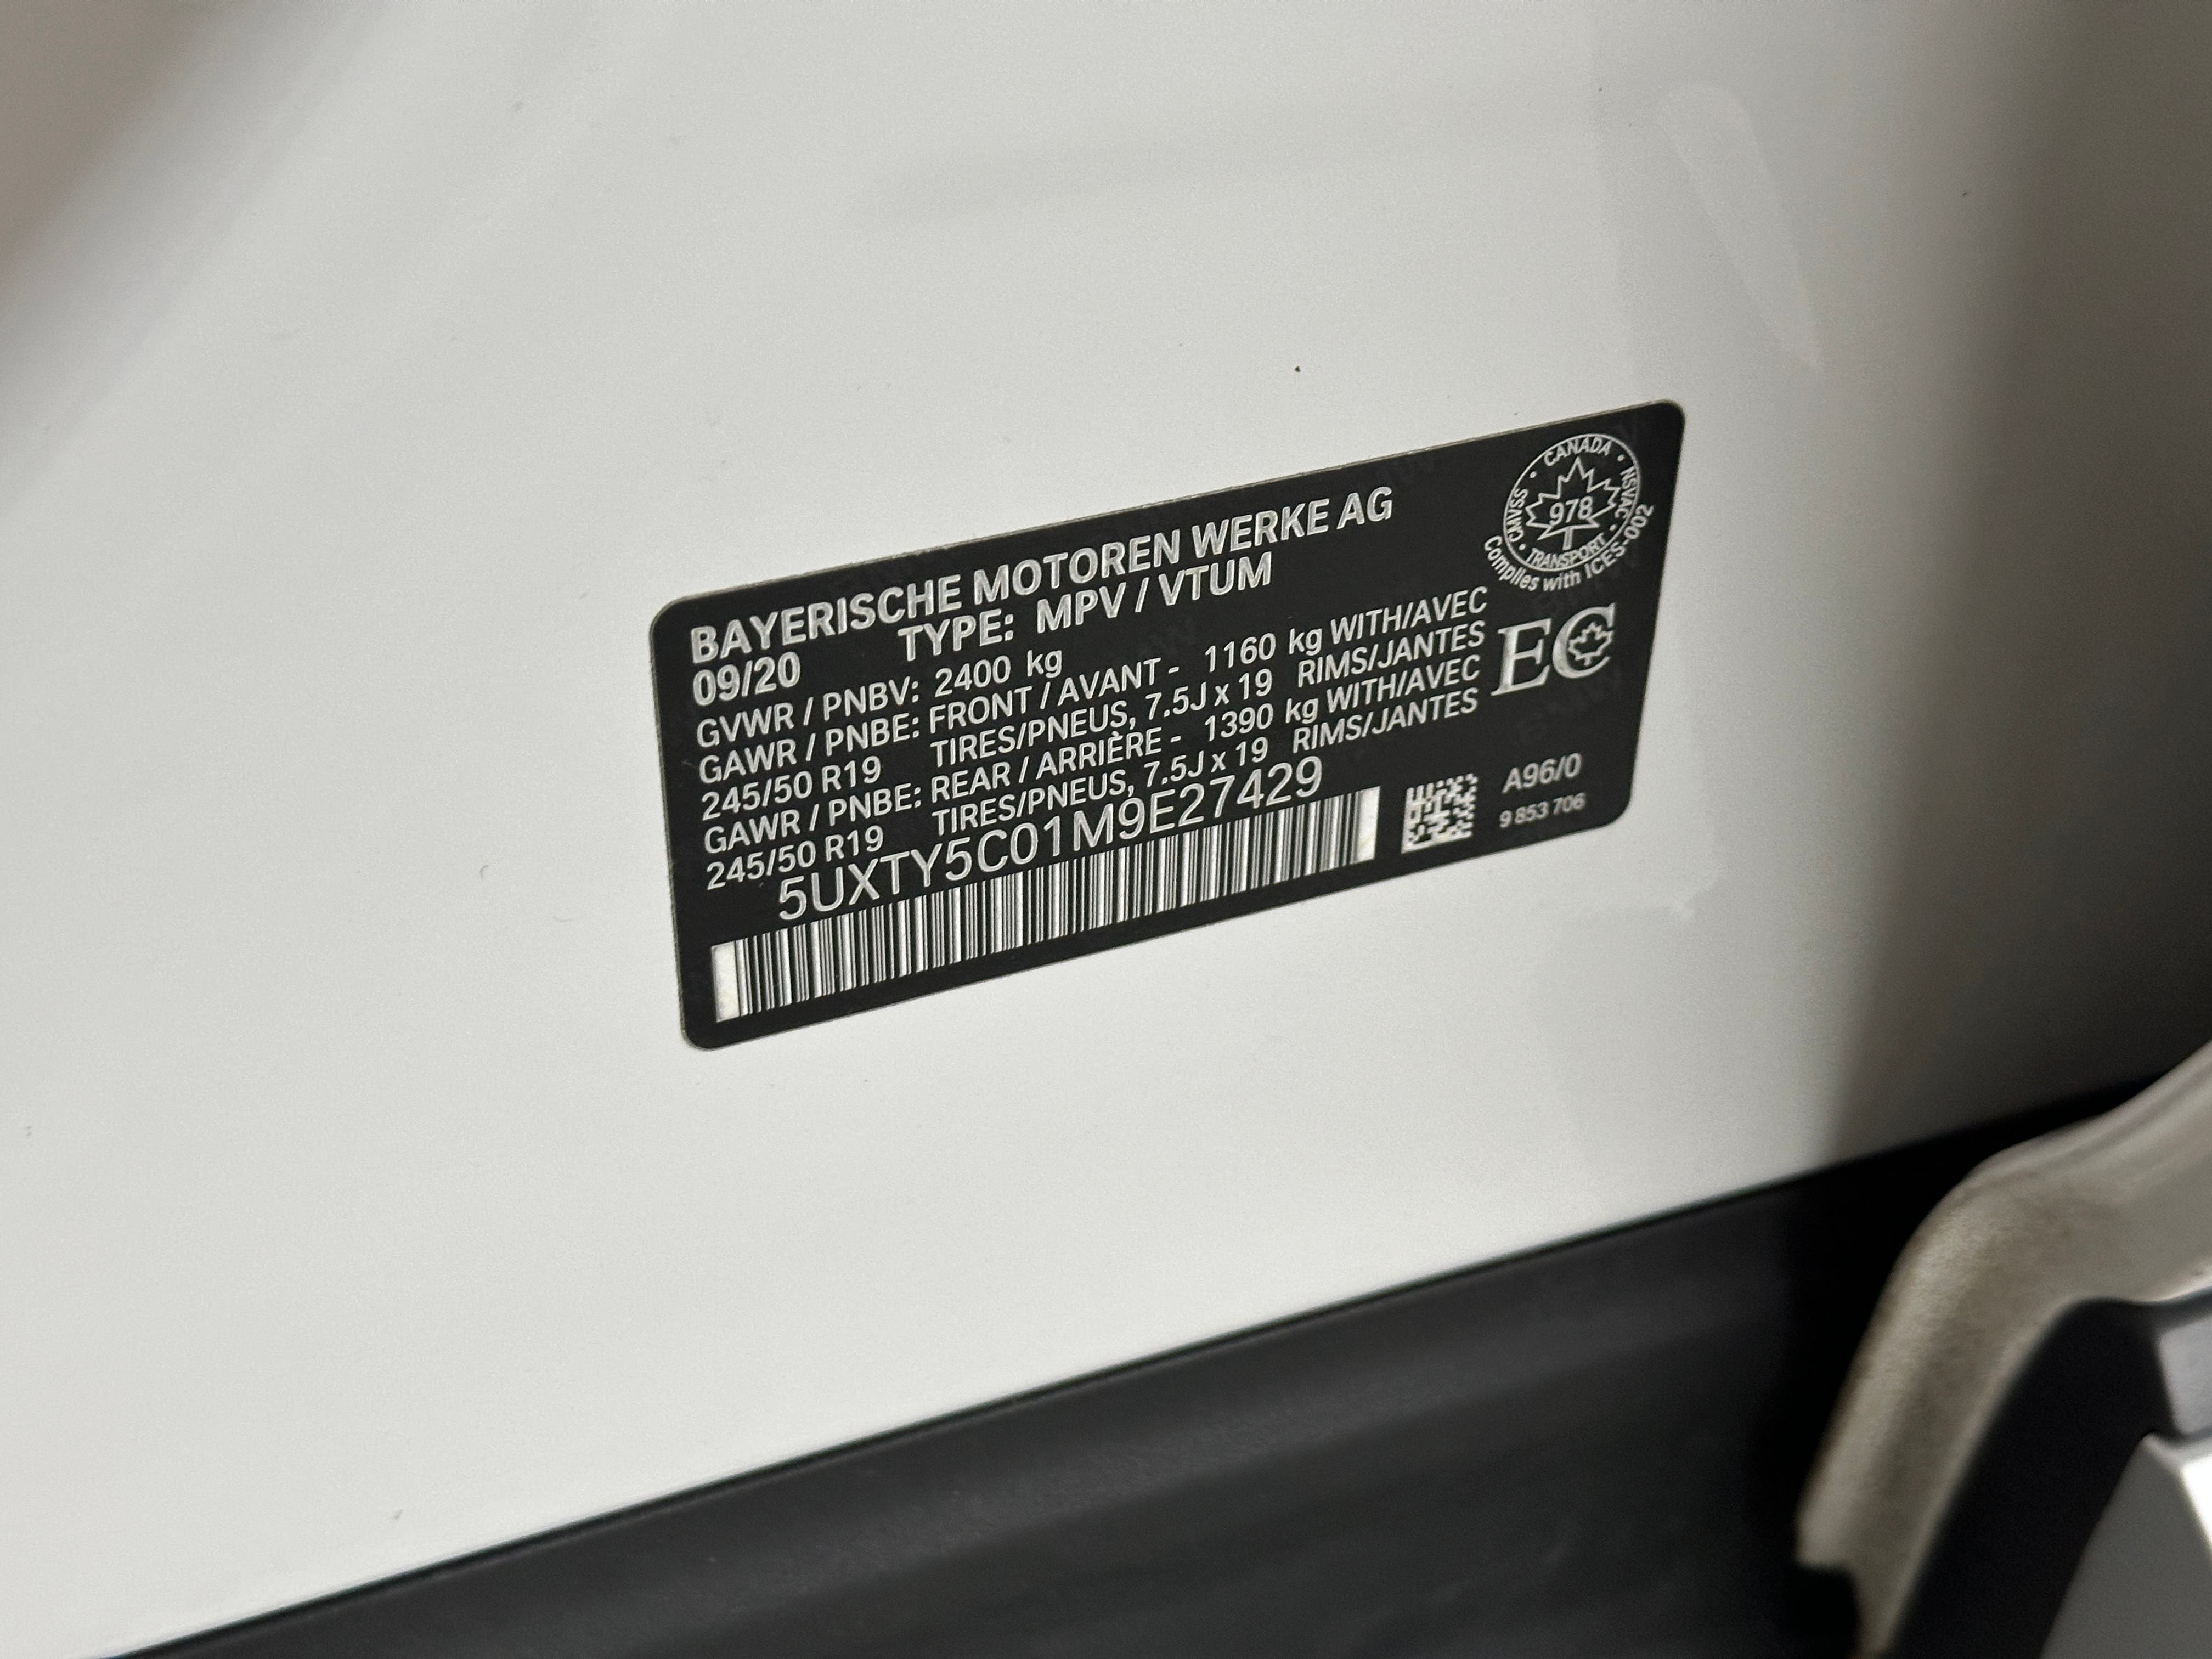 BAYERISCHE MOTOREN WERKE AG
09/20 TYPE: MPV / VTUM
GVWR / PNBV: 2400 kg
GAWR / PNBE: FRONT / AVANT - 1160 kg WITH/AVEC
245/50 R19 TIRES/PNEUS, 7.5J x 19 RIMS/JANTES
GAWR / PNBE: REAR / ARRIÈRE - 1390 kg WITH/AVEC
245/50 R19 TIRES/PNEUS, 7.5J x 19 RIMS/JANTES
5UXTY5C01M9E27429
CANADA
CMVSS
NSVAC
978
TRANSPORT
Complies with ICES-002
EC
A96/0
9 853 706